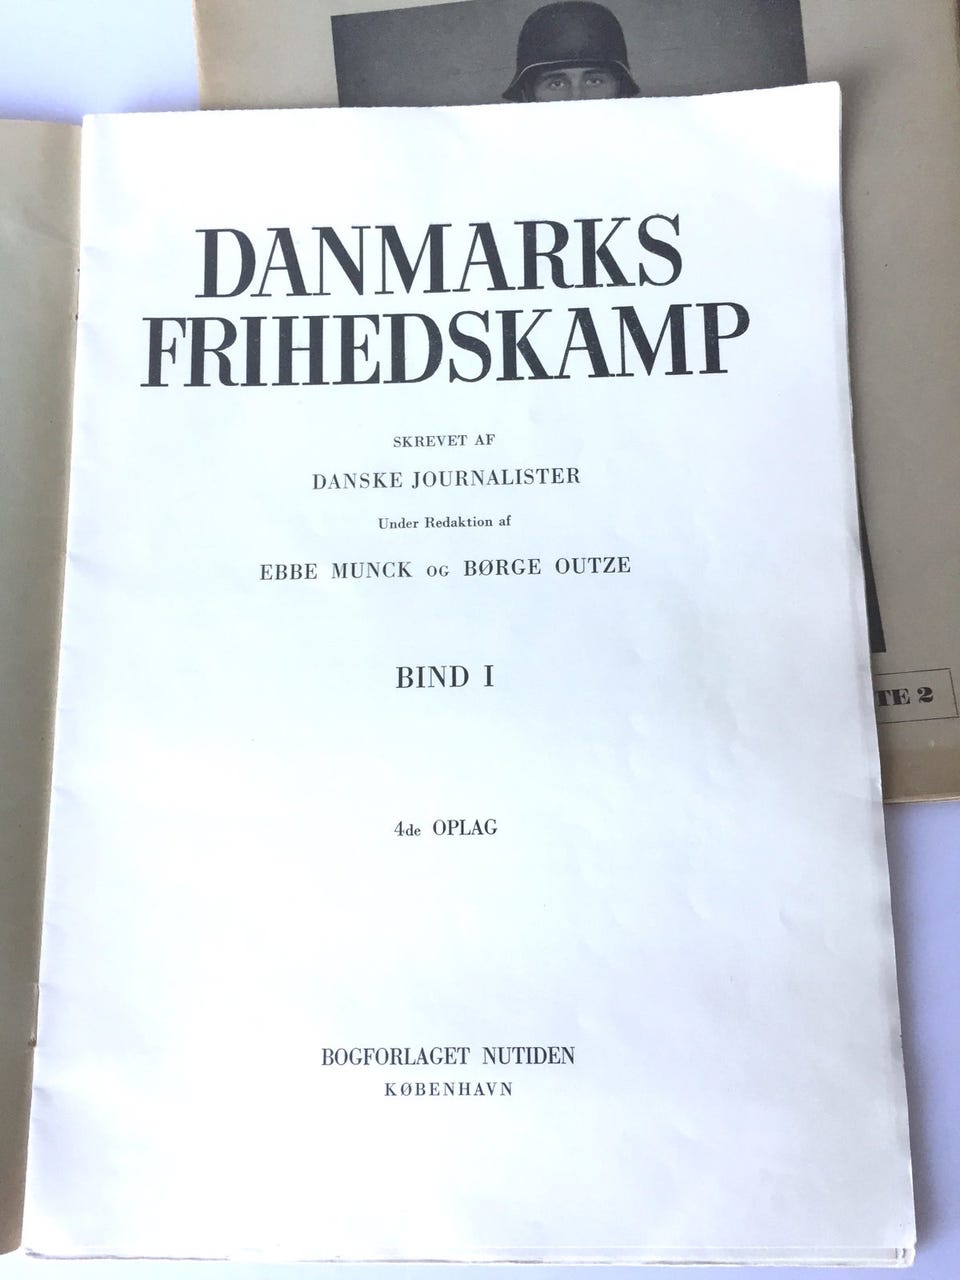 DANMARKS
FRIHEDSKAMP
SKREVET AF
DANSKE JOURNALISTER
Under Redaktion af
EBBE MUNCK OG BØRGE OUTZE
BIND I
4de OPLAG
BOGFORLAGET NUTIDEN
KØBENHAVN
2